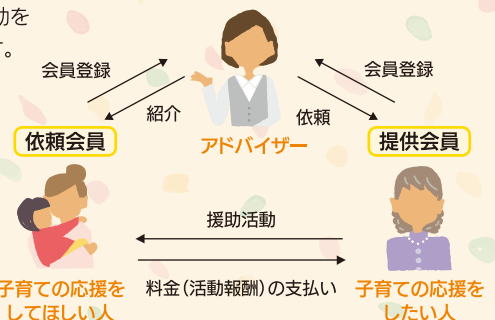 動を
す。
会員登録
会員登録
紹介
依頼
依頼会員
アドバイザー
提供会員
援助活動
子育ての応援を
してほしい人
料金(活動報酬)の支払い
子育ての応援を
したい人